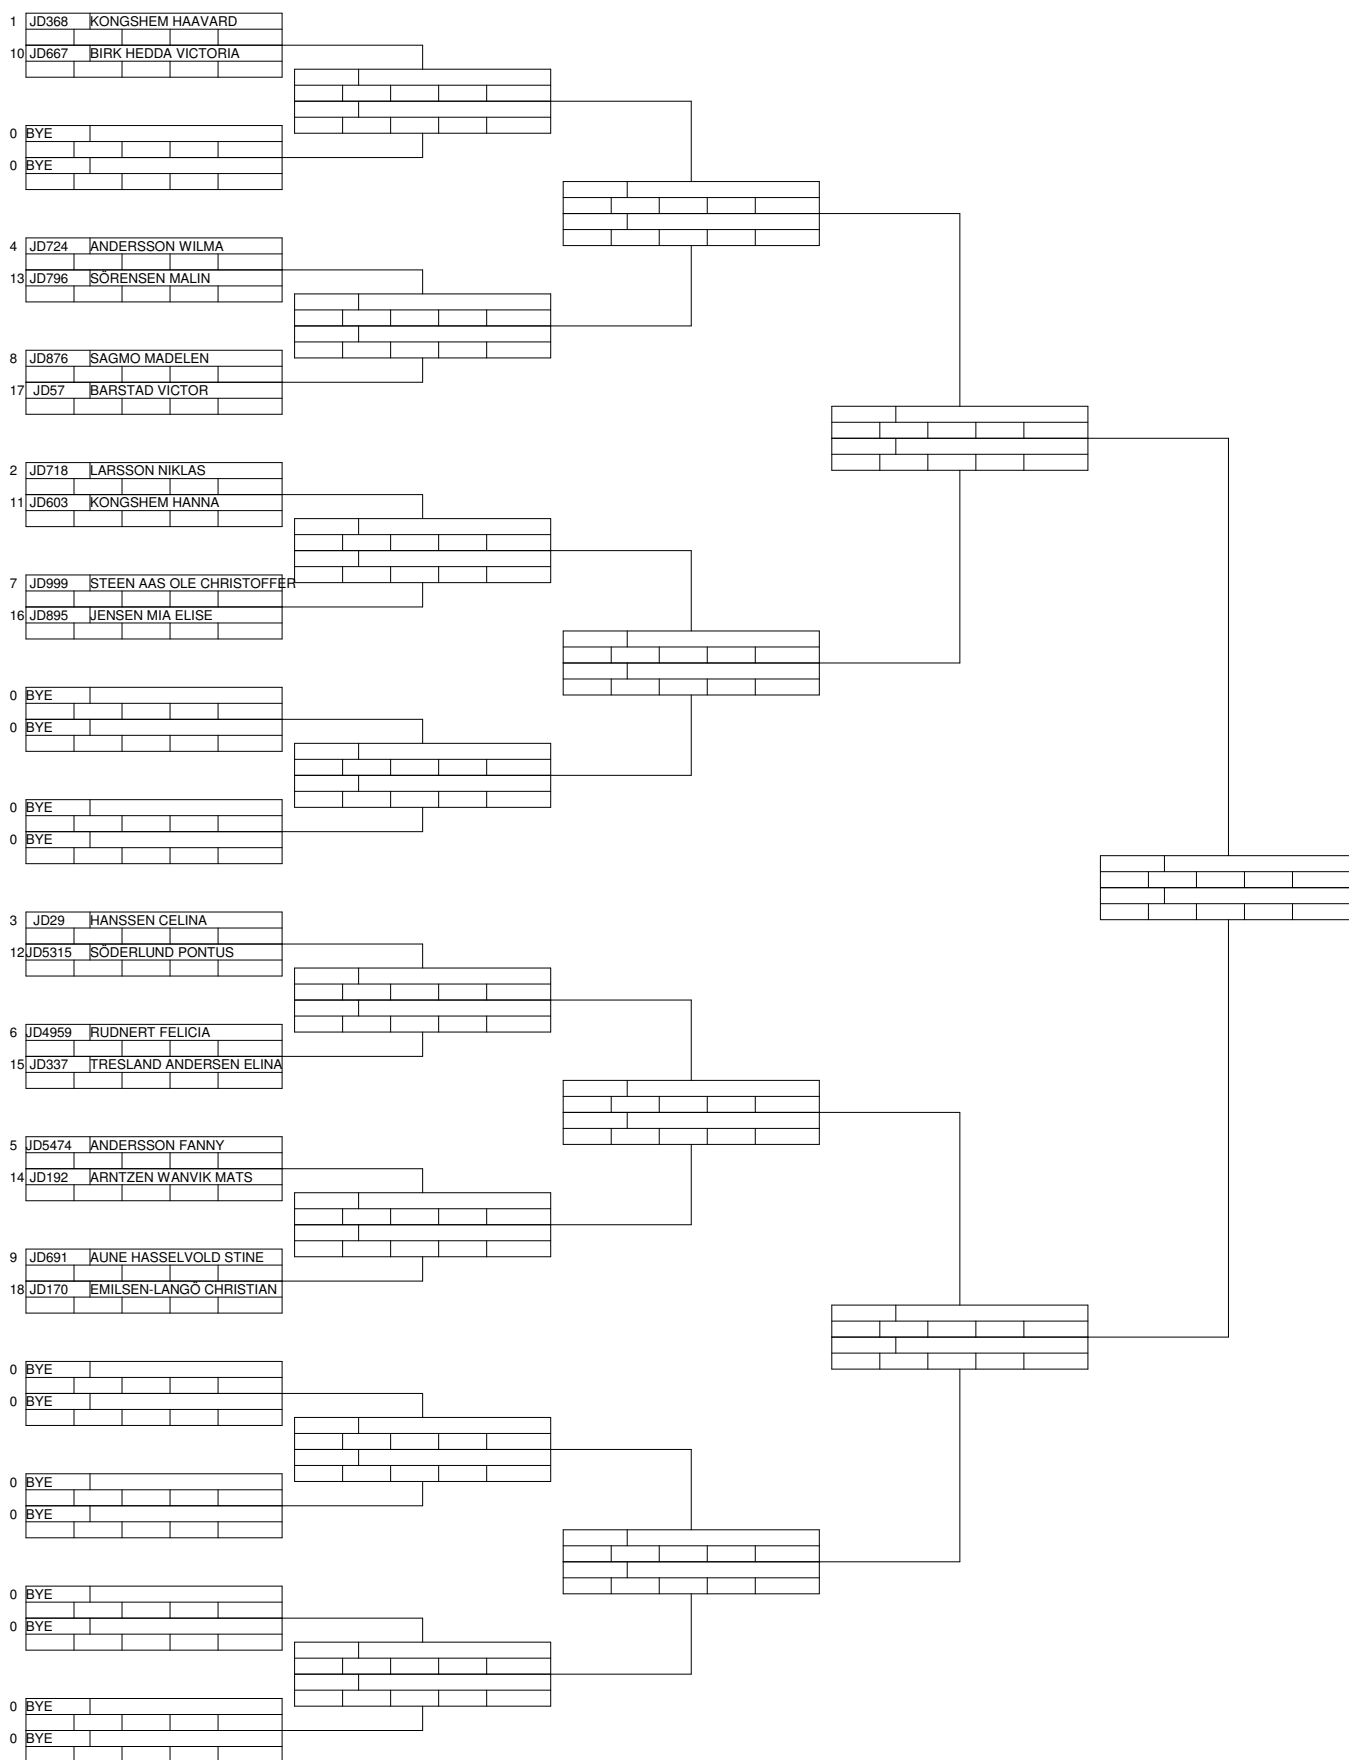 1 JD368 KONGSHEM HAAVARD
10 JD667 BIRK HEDDA VICTORIA
0 BYE
0 BYE
4 JD724 ANDERSSON WILMA
13 JD796 SÖRENSEN MALIN
8 JD876 SAGMO MADELEN
17 JD57 BARSTAD VICTOR
2 JD718 LARSSON NIKLAS
11 JD603 KONGSHEM HANNA
7 JD999 STEEN AAS OLE CHRISTOFFER
16 JD895 JENSEN MIA ELISE
0 BYE
0 BYE
0 BYE
0 BYE
3 JD29 HANSSEN CELINA
12 JD5315 SÖDERLUND PONTUS
6 JD4959 RUDNERT FELICIA
15 JD337 TRESLAND ANDERSEN ELINA
5 JD5474 ANDERSSON FANNY
14 JD192 ARNTZEN WANVIK MATS
9 JD691 AUNE HASSELVOLD STINE
18 JD170 EMILSEN-LANGÖ CHRISTIAN
0 BYE
0 BYE
0 BYE
0 BYE
0 BYE
0 BYE
0 BYE
0 BYE